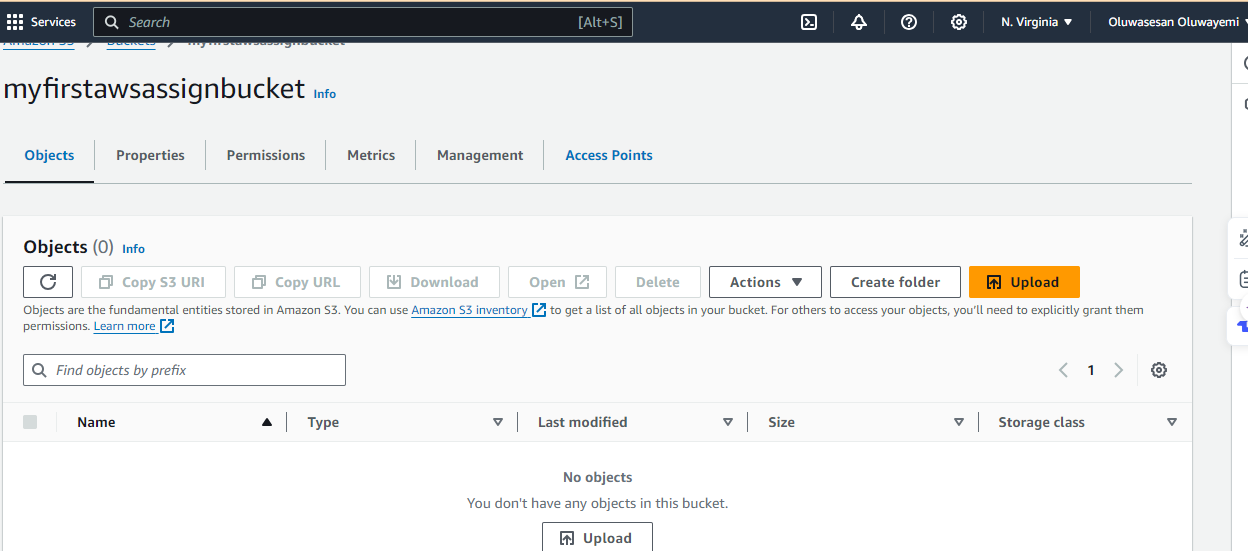 Services Search [Alt+S] N. Virginia Oluwasesan Oluwayemi
Amazon S3 Buckets myfirstawsassignbucket
myfirstawsassignbucket Info
Objects Properties Permissions Metrics Management Access Points
Objects (0) Info
Copy S3 URI Copy URL Download Open Delete Actions Create folder Upload
Objects are the fundamental entities stored in Amazon S3. You can use Amazon S3 inventory to get a list of all objects in your bucket. For others to access your objects, you'll need to explicitly grant them
permissions. Learn more
Find objects by prefix 1
Name Type Last modified Size Storage class
No objects
You don't have any objects in this bucket.
Upload